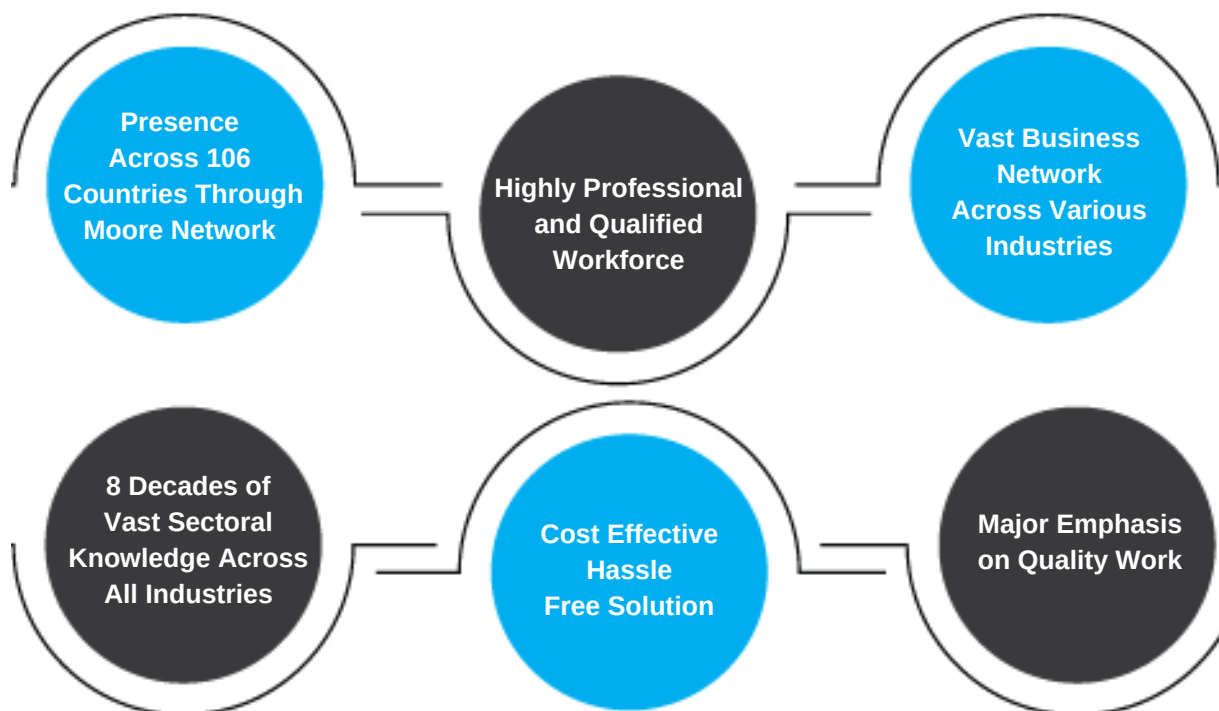 Presence
Across 106
Countries Through
Moore Network
Highly Professional
and Qualified
Workforce
Vast Business
Network
Across Various
Industries
8 Decades of
Vast Sectoral
Knowledge Across
All Industries
Cost Effective
Hassle
Free Solution
Major Emphasis
on Quality Work